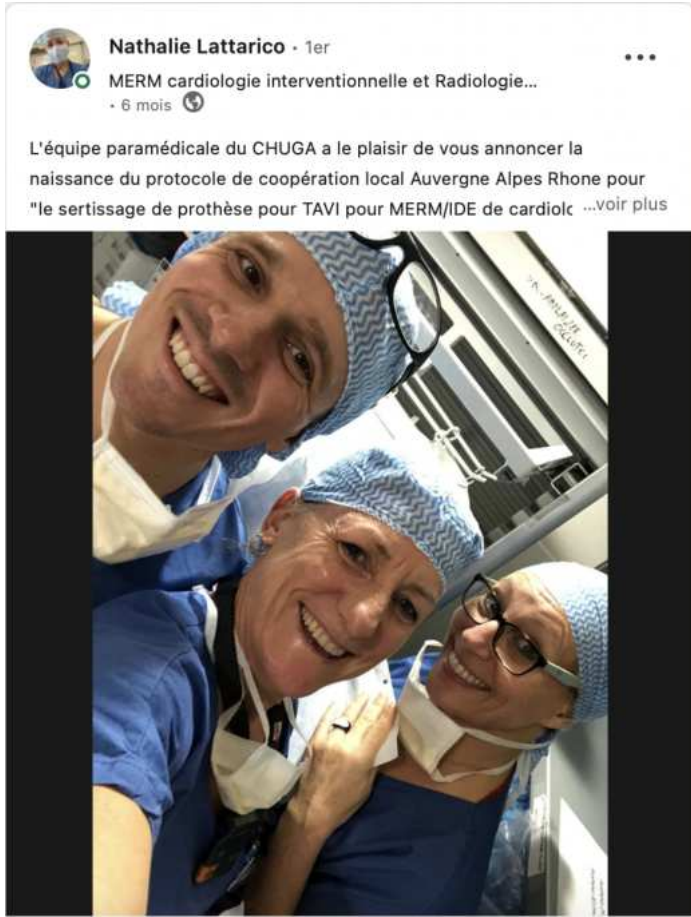 Nathalie Lattarico · 1er
MERM cardiologie interventionnelle et Radiologie...
· 6 mois
L'équipe paramédicale du CHUGA a le plaisir de vous annoncer la
naissance du protocole de coopération local Auvergne Alpes Rhone pour
"le sertissage de prothèse pour TAVI pour MERM/IDE de cardiolc ...voir plus